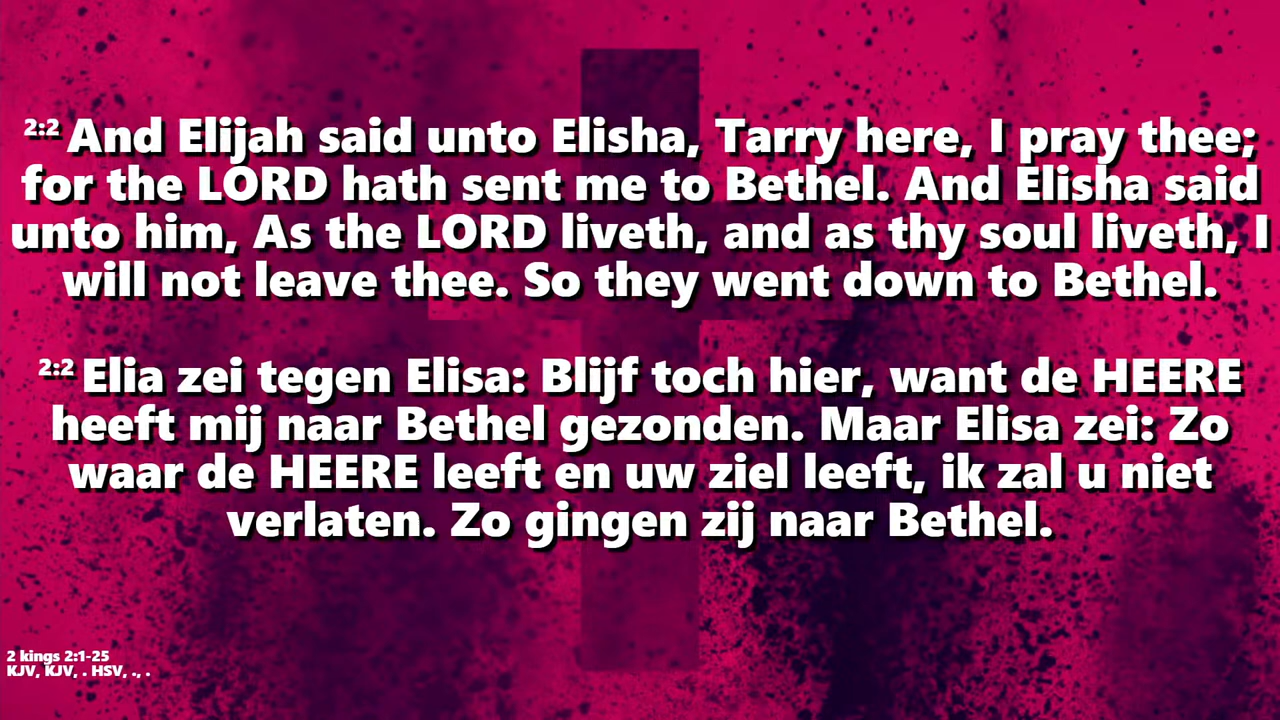 2:2 And Elijah said unto Elisha, Tarry here, I pray thee;
for the LORD hath sent me to Bethel. And Elisha said
unto him, As the LORD liveth, and as thy soul liveth, I
will not leave thee. So they went down to Bethel.
2:2 Elia zei tegen Elisa: Blijf toch hier, want de HEERE
heeft mij naar Bethel gezonden. Maar Elisa zei: Zo
waar de HEERE leeft en uw ziel leeft, ik zal u niet
verlaten. Zo gingen zij naar Bethel.
2 kings 2:1-25
KJV, KJV, . HSV, ., .